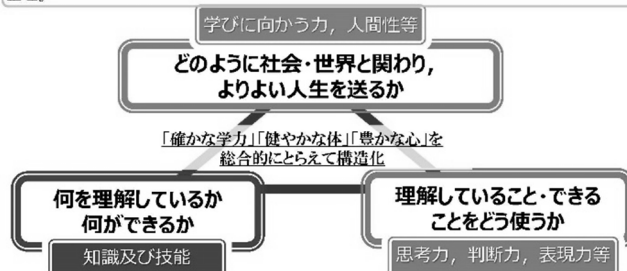 学びに向かう力，人間性等
どのように社会・世界と関わり，
よりよい人生を送るか
「確かな学力」「健やかな体」「豊かな心」を
総合的にとらえて構造化
何を理解しているか
何ができるか
知識及び技能
理解していること・できる
ことをどう使うか
思考力，判断力，表現力等